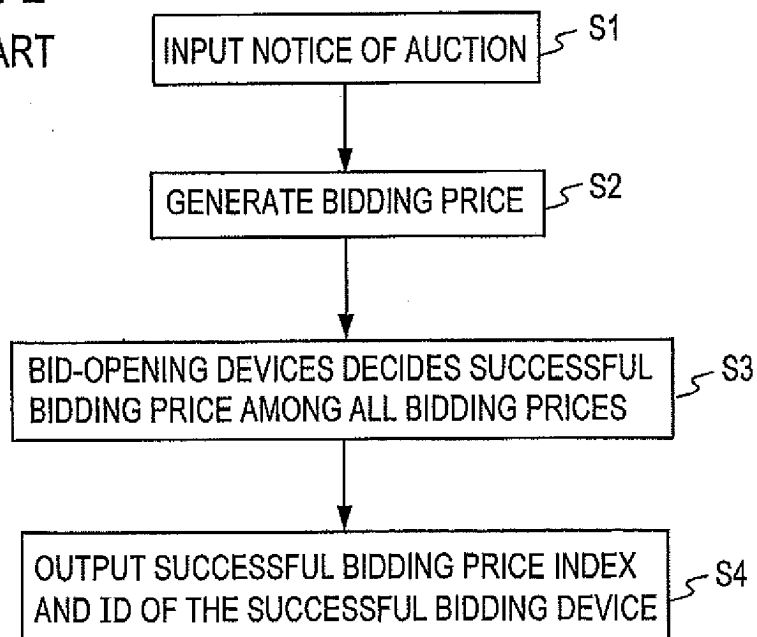 ART
INPUT NOTICE OF AUCTION
S1
GENERATE BIDDING PRICE
S2
BID-OPENING DEVICES DECIDES SUCCESSFUL
BIDDING PRICE AMONG ALL BIDDING PRICES
S3
OUTPUT SUCCESSFUL BIDDING PRICE INDEX
AND ID OF THE SUCCESSFUL BIDDING DEVICE
S4